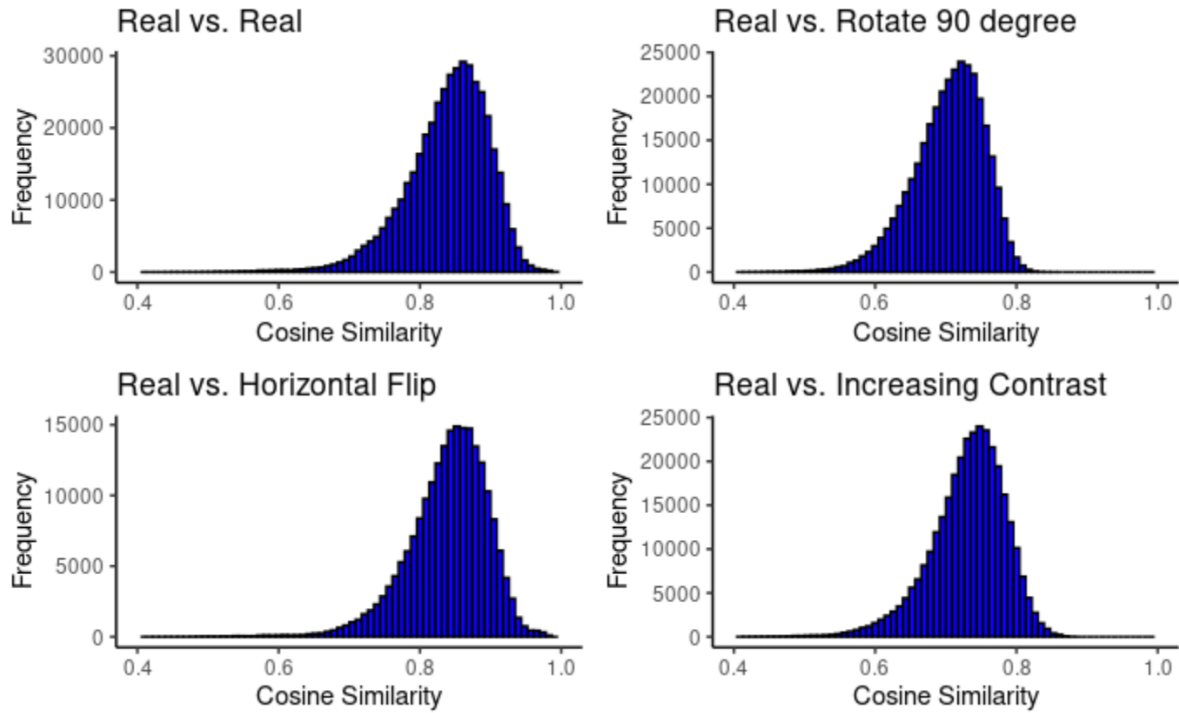 Real vs. Real
Frequency
30000
20000
10000
0
0.4 0.6 0.8 1.0
Cosine Similarity
Real vs. Rotate 90 degree
Frequency
25000
20000
15000
10000
5000
0
0.4 0.6 0.8 1.0
Cosine Similarity
Real vs. Horizontal Flip
Frequency
15000
10000
5000
0
0.4 0.6 0.8 1.0
Cosine Similarity
Real vs. Increasing Contrast
Frequency
25000
20000
15000
10000
5000
0
0.4 0.6 0.8 1.0
Cosine Similarity